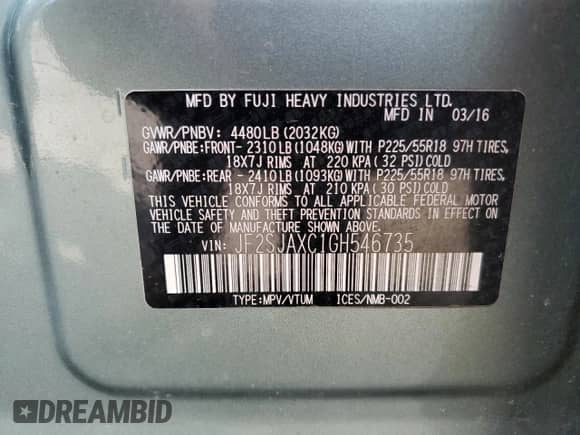 MFD BY FUJI HEAVY INDUSTRIES LTD.
MFD IN 03/16
GVWR/PNBV: 4480LB(2032KG)
GAWR/PNBE:FRONT- 2310LB(1048KG)WITH P225/55R18 97H TIRES,
18X7J RIMS AT 220 KPA( 32 PSI)COLD
GAWR/PNBE:REAR - 2410LB(1093KG)WITH P225/55R18 97H TIRES,
18X7J RIMS AT 210 KPA( 30 PSI)COLD
THIS VEHICLE CONFORMS TO ALL APPLICABLE FEDERAL MOTOR
VEHICLE SAFETY AND THEFT PREVENTION STANDARDS IN EFFECT
ON THE DATE OF MANUFACTURE SHOWN ABOVE.
VIN: JF2SJAXC1GH546735
TYPE:MPV/VTUM ICES/NMB-002
DREAMBID